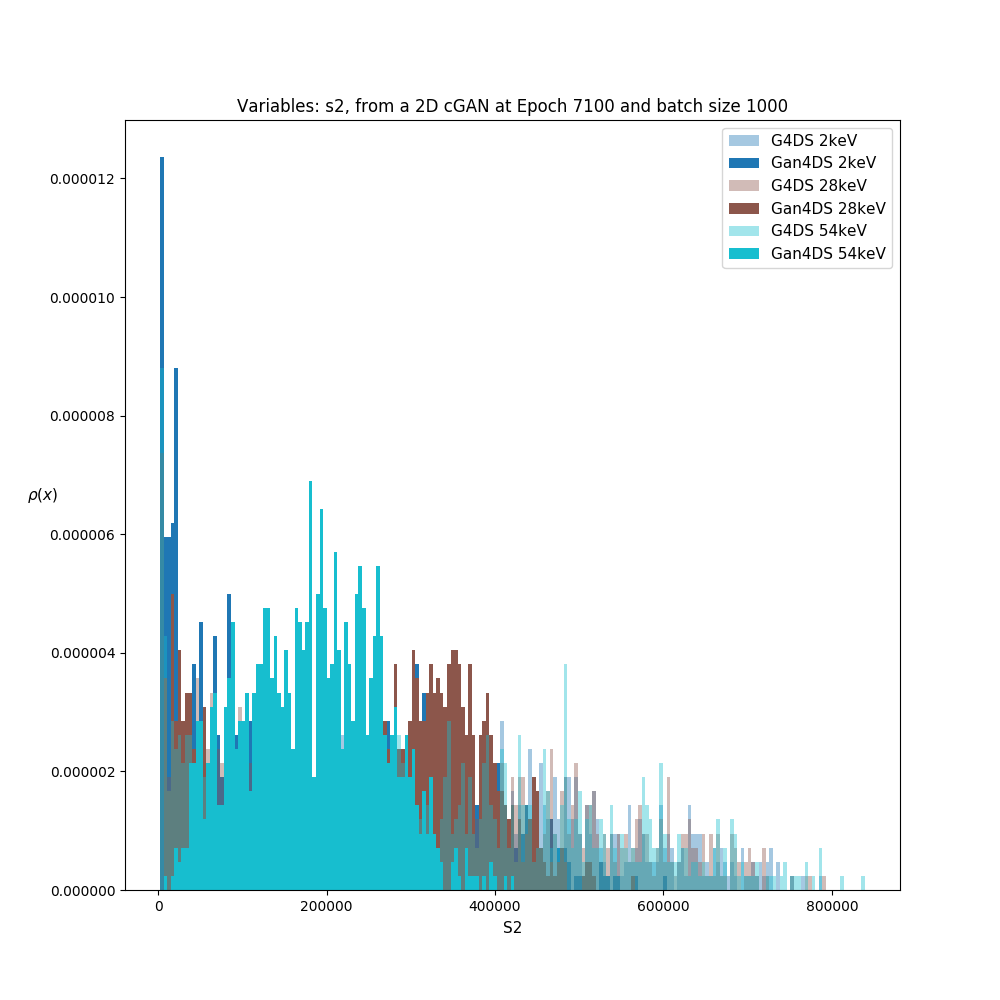 Variables: s2, from a 2D cGAN at Epoch 7100 and batch size 1000
G4DS 2keV
Gan4DS 2keV
G4DS 28keV
Gan4DS 28keV
G4DS 54keV
Gan4DS 54keV
0.000012
0.000010
0.000008
ρ(x)
0.000006
0.000004
0.000002
0.000000
0 200000 400000 600000 800000
S2